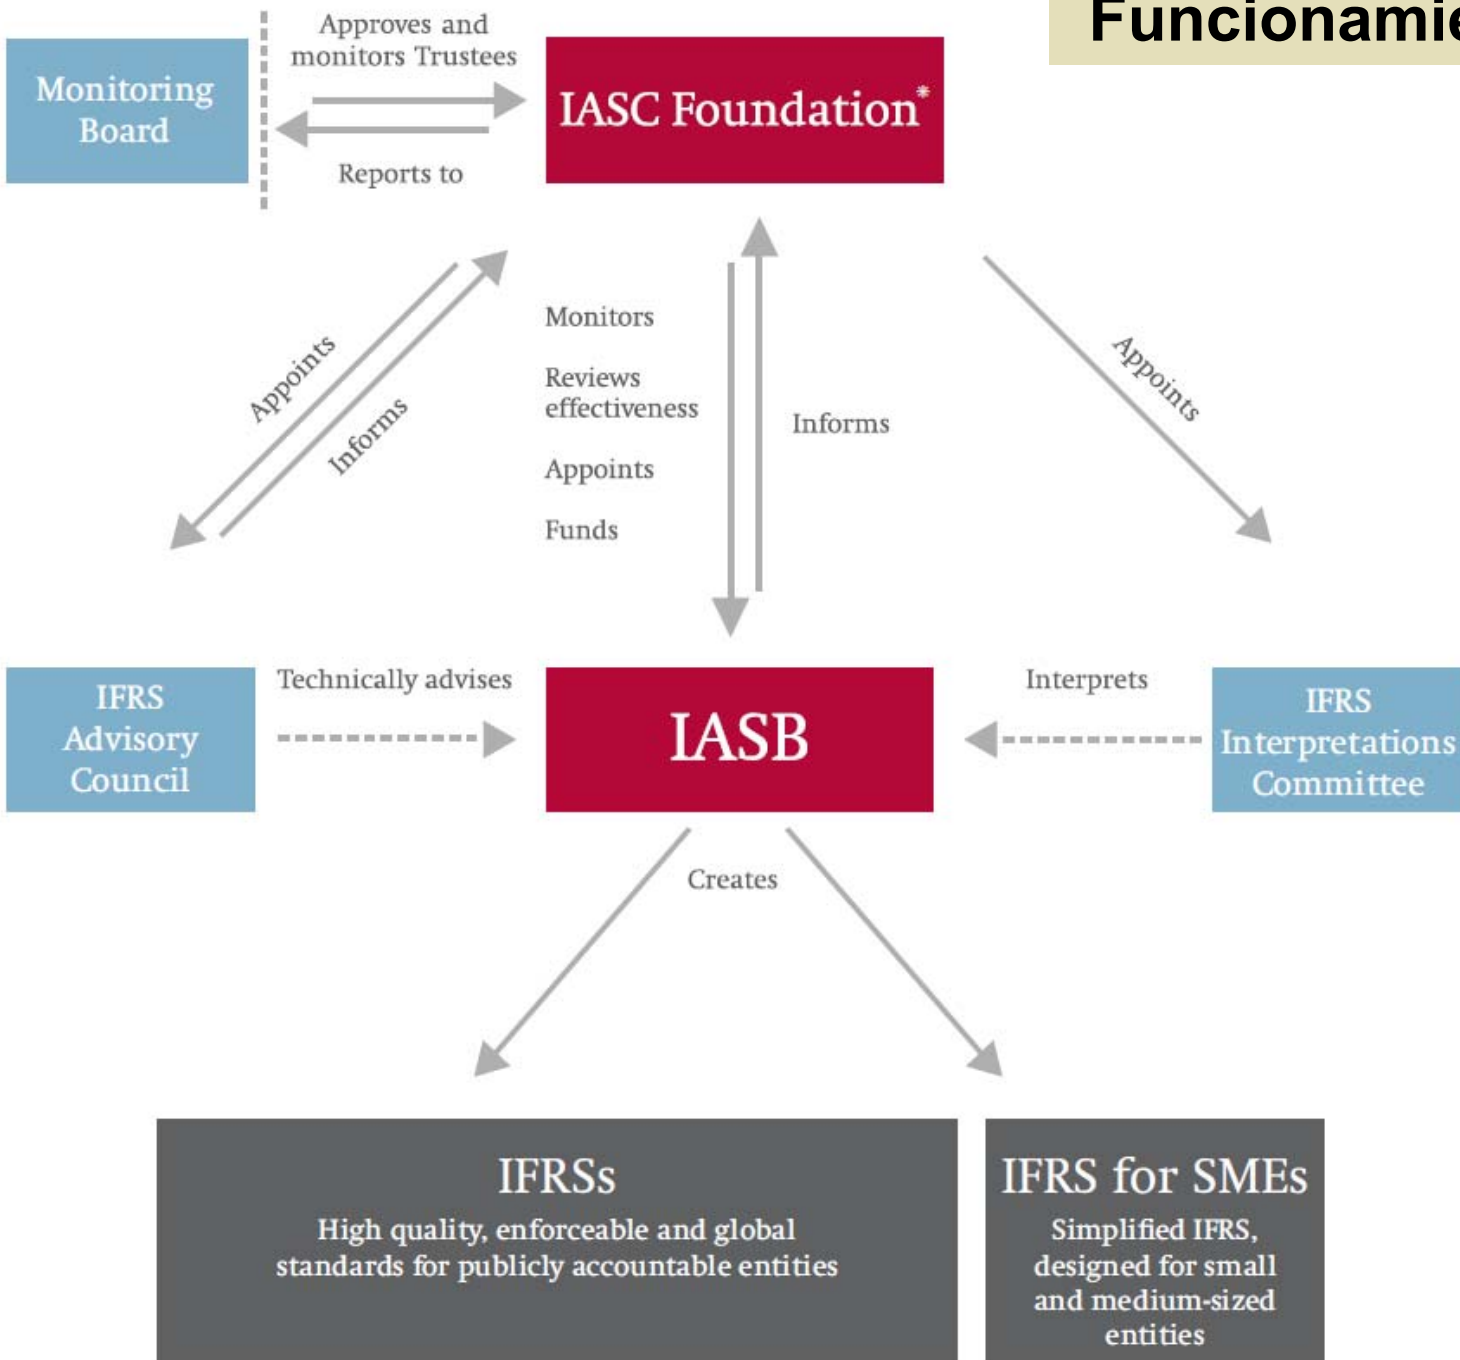 Funcionamie
Approves and
monitors Trustees
Monitoring
Board
IASC Foundation*
Reports to
Monitors
Reviews
effectiveness
Appoints
Funds
Appoints
Informs
Informs
Appoints
Technically advises
Interprets
IFRS
Advisory
Council
IASB
IFRS
Interpretations
Committee
Creates
IFRSs
High quality, enforceable and global
standards for publicly accountable entities
IFRS for SMEs
Simplified IFRS,
designed for small
and medium-sized
entities